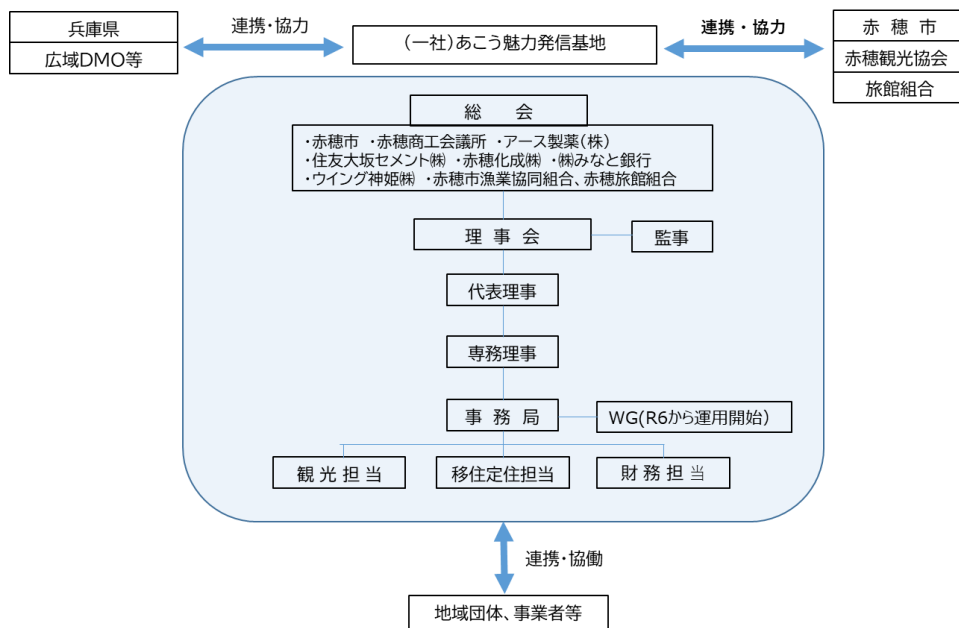 兵庫県
広域DMO等
連携・協力
（一社）あこう魅力発信基地
連携・協力
赤穂市
赤穂観光協会
旅館組合
総会
・赤穂市 ・赤穂商工会議所 ・アース製薬（株）
・住友大坂セメント㈱ ・赤穂化成㈱ ・㈱みなと銀行
・ウイング神姫㈱ ・赤穂市漁業協同組合、赤穂旅館組合
理事会
監事
代表理事
専務理事
事務局
WG(R6から運用開始）
観光担当
移住定住担当
財務担当
連携・協働
地域団体、事業者等